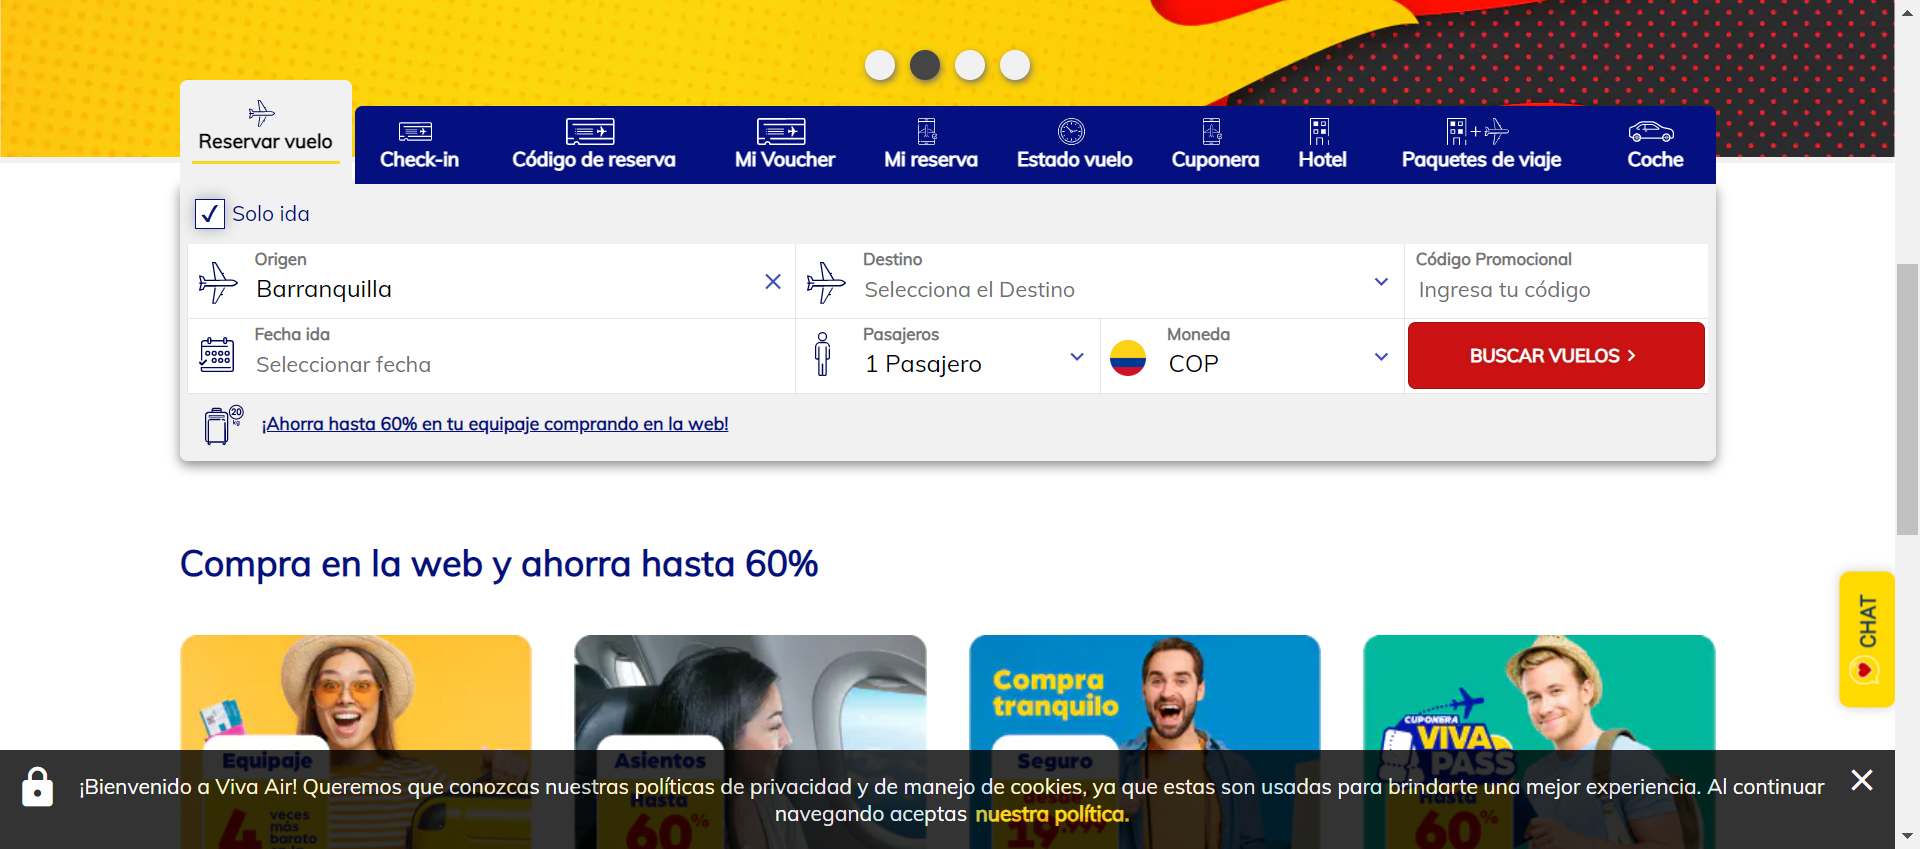 Reservar vuelo
Check-in
Código de reserva
Mi Voucher
Mi reserva
Estado vuelo
Cuponera
Hotel
Paquetes de viaje
Coche
Solo ida
Origen
Barranquilla
Destino
Selecciona el Destino
Código Promocional
Ingresa tu código
Fecha ida
Seleccionar fecha
Pasajeros
1 Pasajero
Moneda
COP
BUSCAR VUELOS
20
kg
¡Ahorra hasta 60% en tu equipaje comprando en la web!
Compra en la web y ahorra hasta 60%
CHAT
Equipaje
4 veces
más
barato
Asientos
Hasta
60%
Compra
tranquilo
Seguro
desde
19.999
CUPONERA
VIVA
PASS
Hasta
60%
¡Bienvenido a Viva Air! Queremos que conozcas nuestras políticas de privacidad y de manejo de cookies, ya que estas son usadas para brindarte una mejor experiencia. Al continuar
navegando aceptas nuestra política.